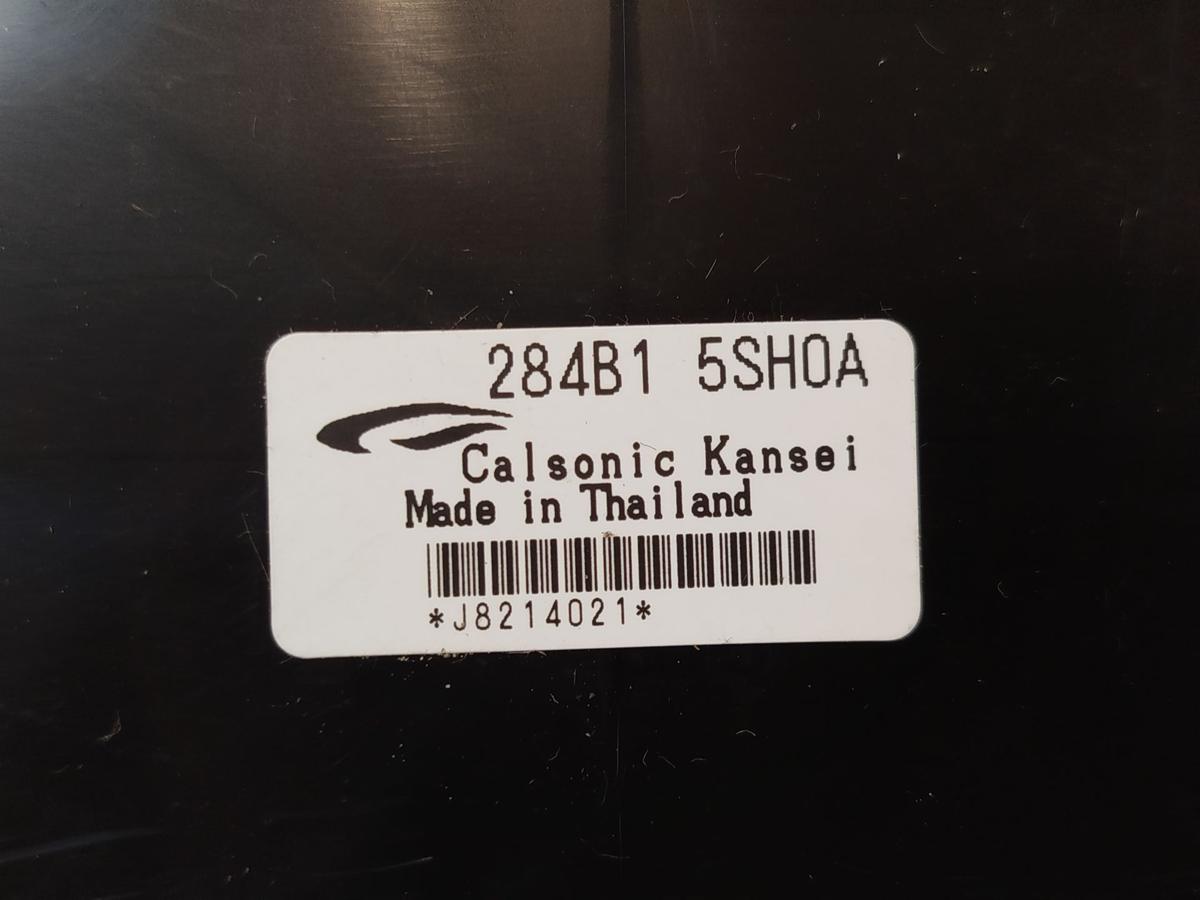 284B1 5SH0A
Calsonic Kansei
Made in Thailand
*J8214021*